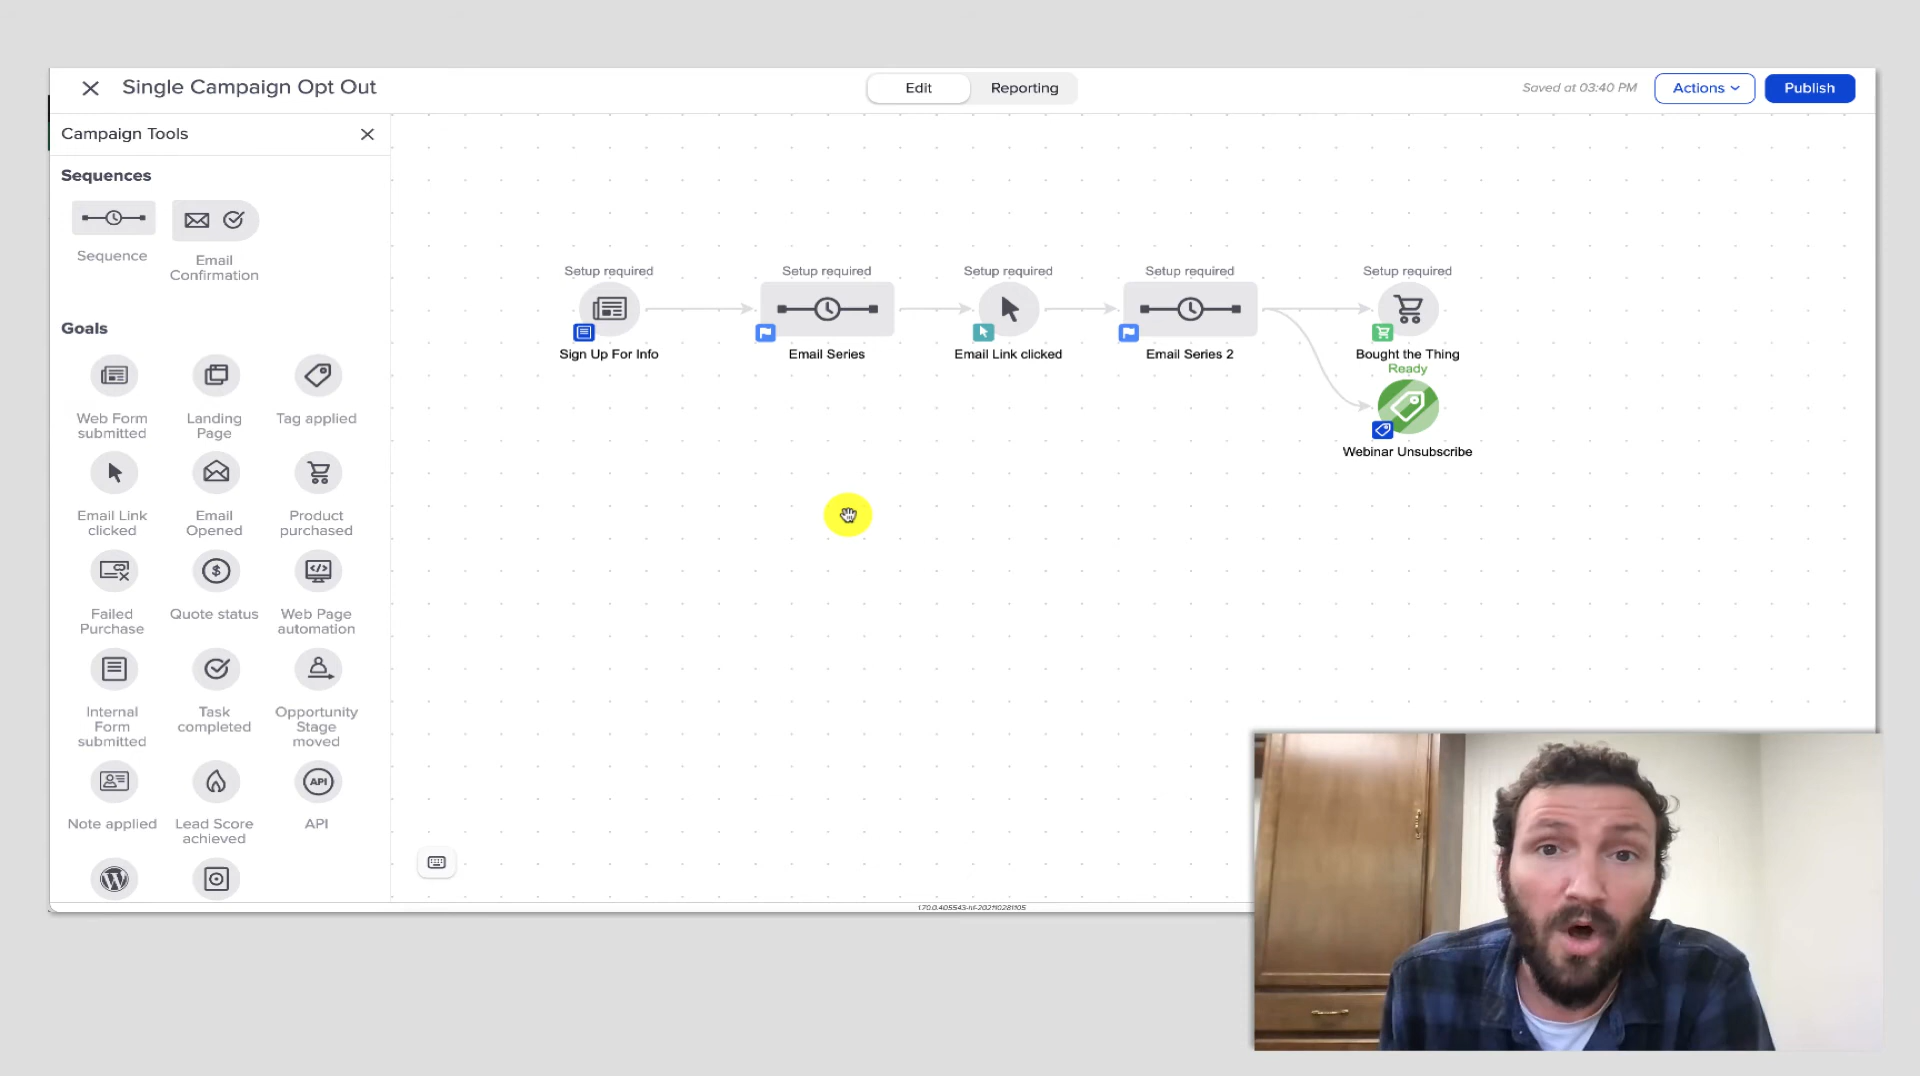 Single Campaign Opt Out
Edit
Reporting
Saved at 03:40 PM
Actions
Publish
Campaign Tools
Sequences
Sequence
Email
Confirmation
Goals
Web Form
submitted
Landing
Page
Tag applied
Email Link
clicked
Email
Opened
Product
purchased
Failed
Purchase
Quote status
Web Page
automation
Internal
Form
submitted
Task
completed
Opportunity
Stage
moved
Note applied
Lead Score
achieved
API
API
Setup required
Sign Up For Info
Setup required
Email Series
Setup required
Email Link clicked
Setup required
Email Series 2
Setup required
Bought the Thing
Ready
Webinar Unsubscribe